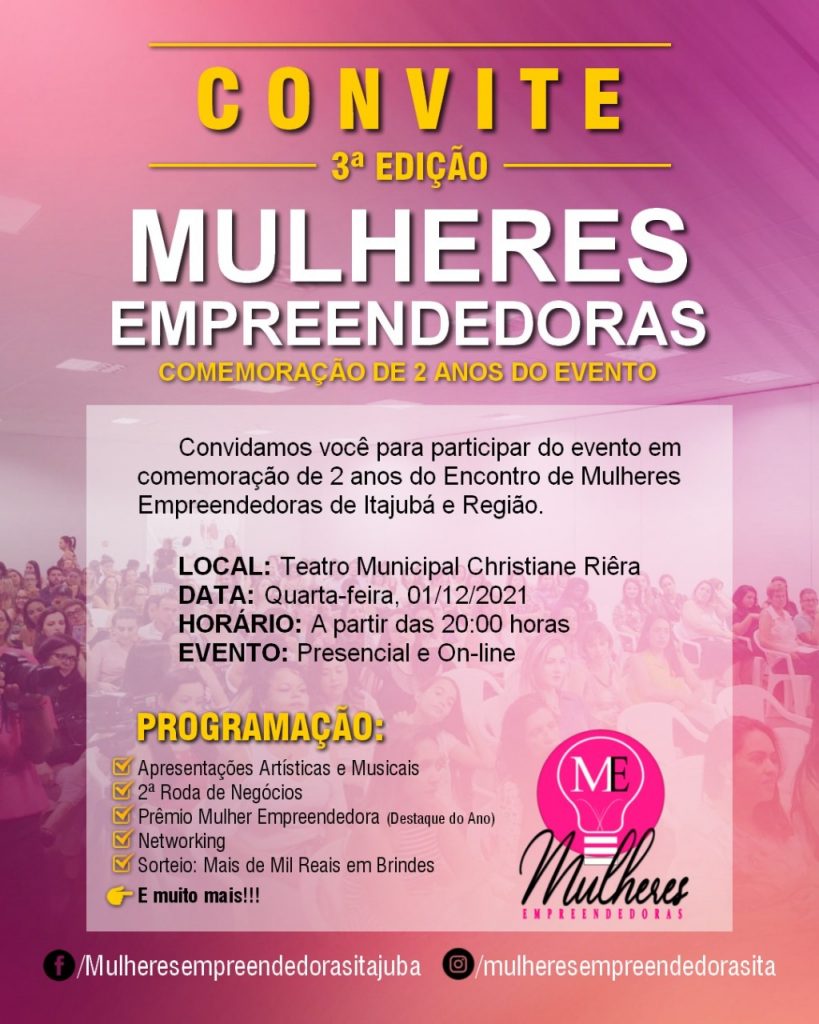 CONVITE
3ª EDIÇÃO
MULHERES
EMPREENDEDORAS
COMEMORAÇÃO DE 2 ANOS DO EVENTO
Convidamos você para participar do evento em
comemoração de 2 anos do Encontro de Mulheres
Empreendedoras de Itajubá e Região.
LOCAL: Teatro Municipal Christiane Riêra
DATA: Quarta-feira, 01/12/2021
HORÁRIO: A partir das 20:00 horas
EVENTO: Presencial e On-line
PROGRAMAÇÃO:
Apresentações Artísticas e Musicais
2ª Roda de Negócios
Prêmio Mulher Empreendedora (Destaque do Ano)
Networking
Sorteio: Mais de Mil Reais em Brindes
E muito mais!!!
ME
Mulheres
EMPREENDEDORAS
/Mulheresempreendedorasitajuba
/mulheresempreendedorasita